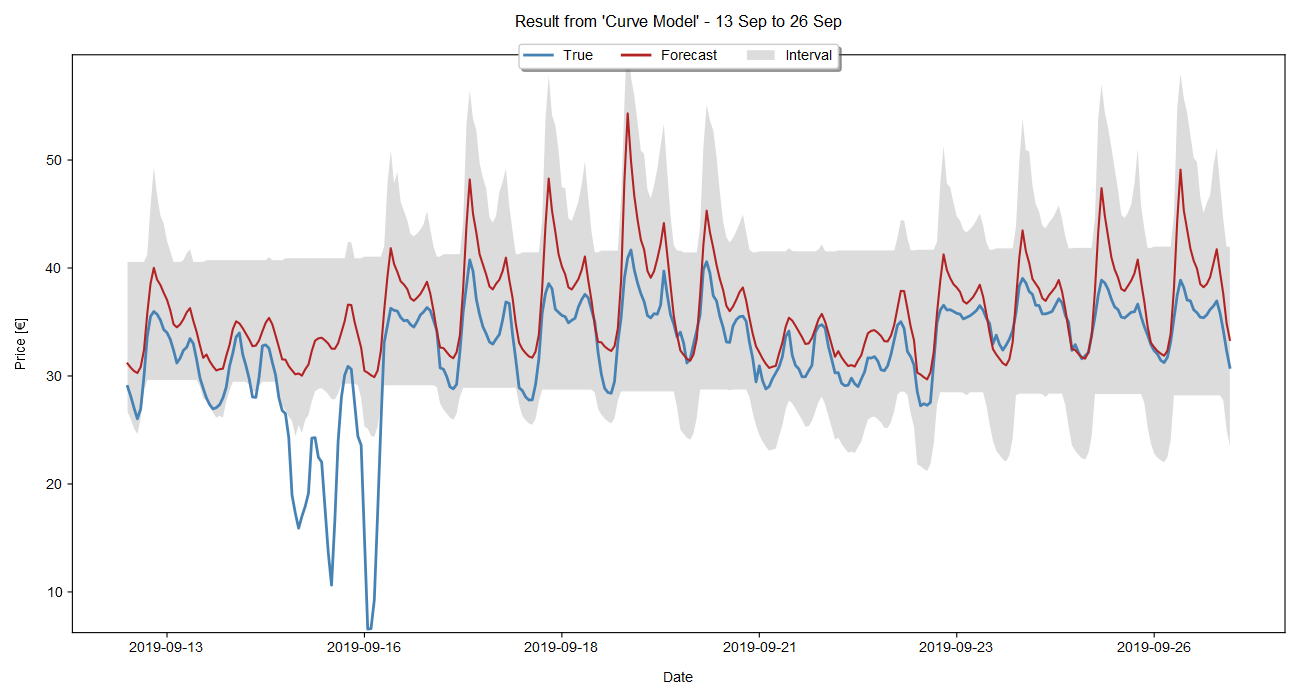 Result from 'Curve Model' - 13 Sep to 26 Sep
True Forecast Interval
50
40
30
20
10
Price [€]
2019-09-13 2019-09-16 2019-09-18 2019-09-21 2019-09-23 2019-09-26
Date